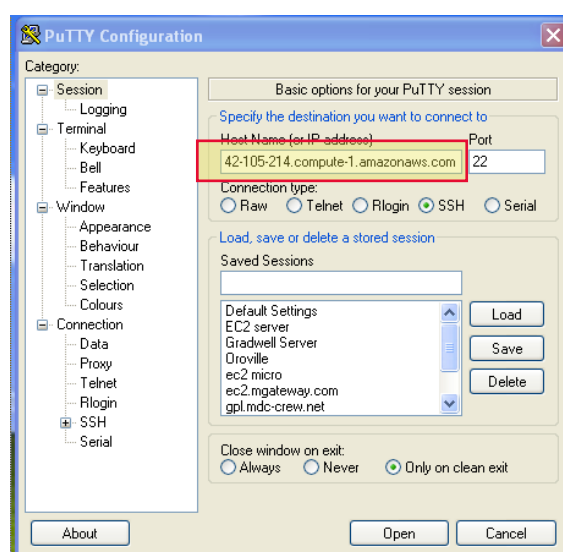 PuTTY Configuration
Category:
Session
Logging
Terminal
Keyboard
Bell
Features
Window
Appearance
Behaviour
Translation
Selection
Colours
Connection
Data
Proxy
Telnet
Rlogin
SSH
Serial
Basic options for your PuTTY session
Specify the destination you want to connect to
Host Name (or IP address) Port
42-105-214.compute-1.amazonaws.com 22
Connection type:
Raw Telnet Rlogin SSH Serial
Load, save or delete a stored session
Saved Sessions
Default Settings
EC2 server
Gradwell Server
Oroville
ec2 micro
ec2.mgateway.com
gpl.mdc-crew.net
Load
Save
Delete
Close window on exit:
Always Never Only on clean exit
About Open Cancel